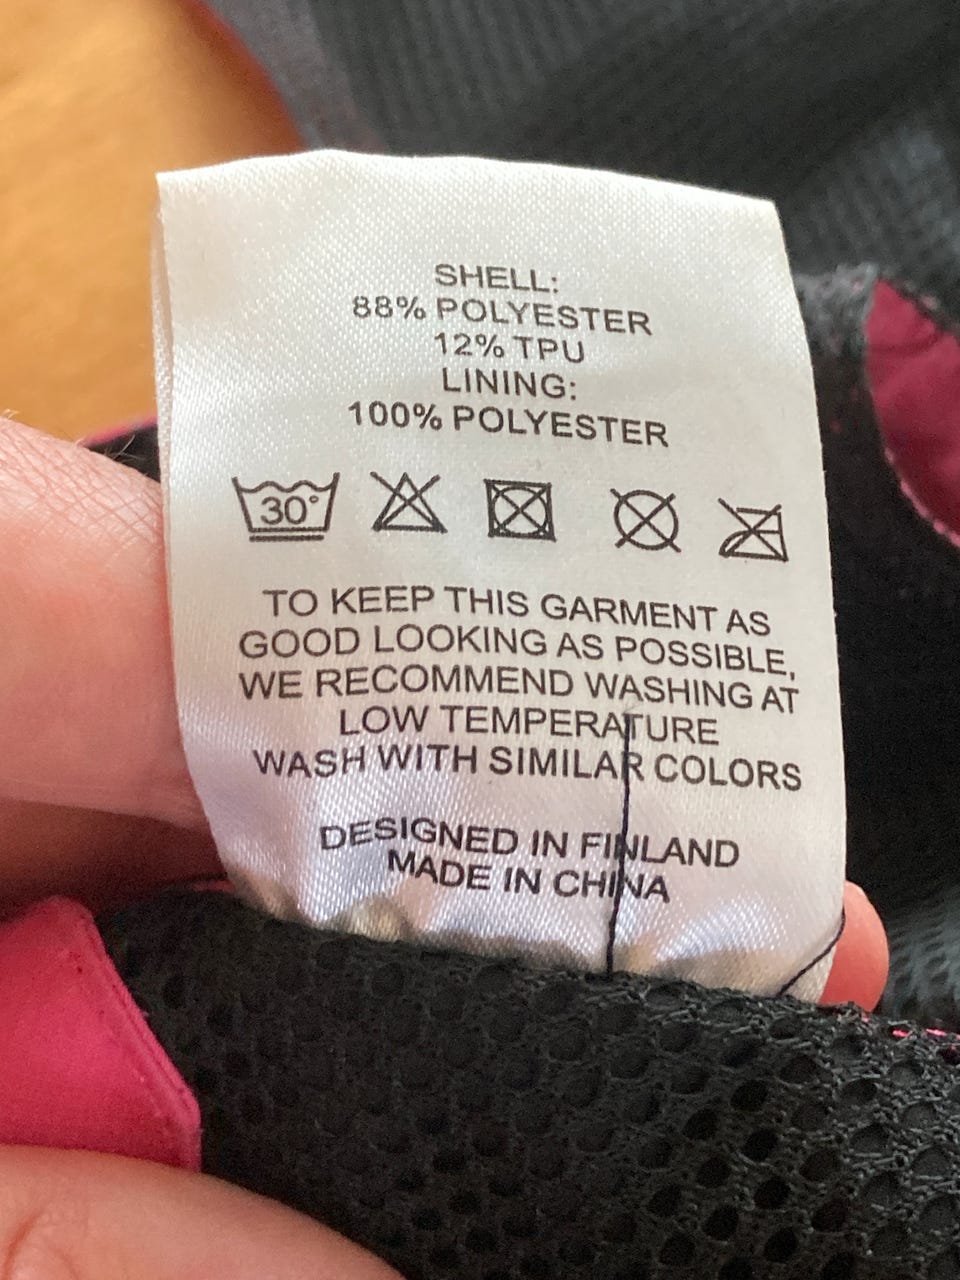 SHELL:
88% POLYESTER
12% TPU
LINING:
100% POLYESTER
30°
TO KEEP THIS GARMENT AS
GOOD LOOKING AS POSSIBLE,
WE RECOMMEND WASHING AT
LOW TEMPERATURE
WASH WITH SIMILAR COLORS
DESIGNED IN FINLAND
MADE IN CHINA